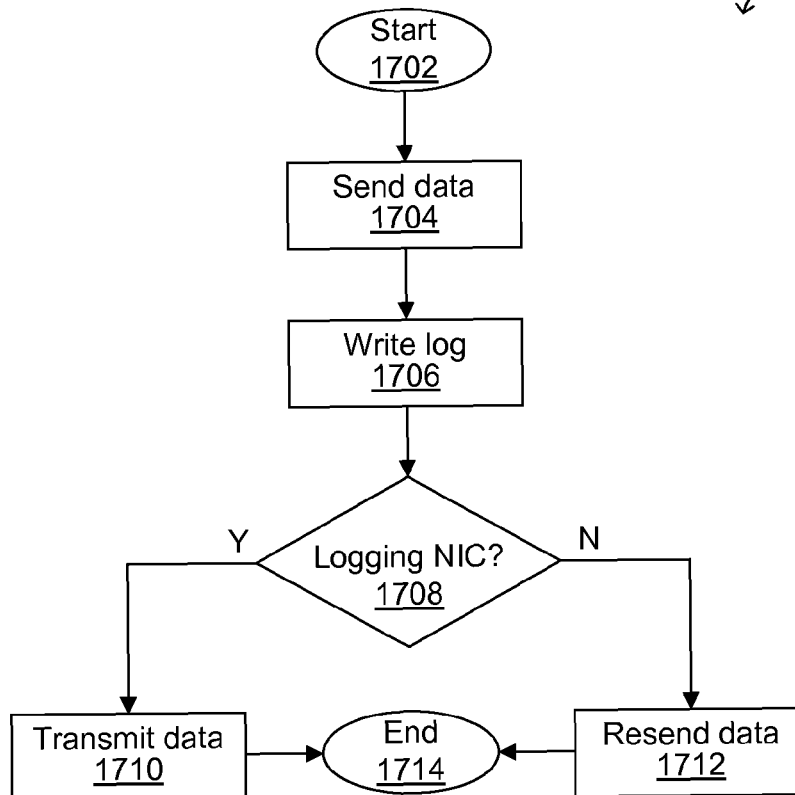 Start
1702
Send data
1704
Write log
1706
Y
N
Logging NIC?
1708
Transmit data
1710
End
1714
Resend data
1712